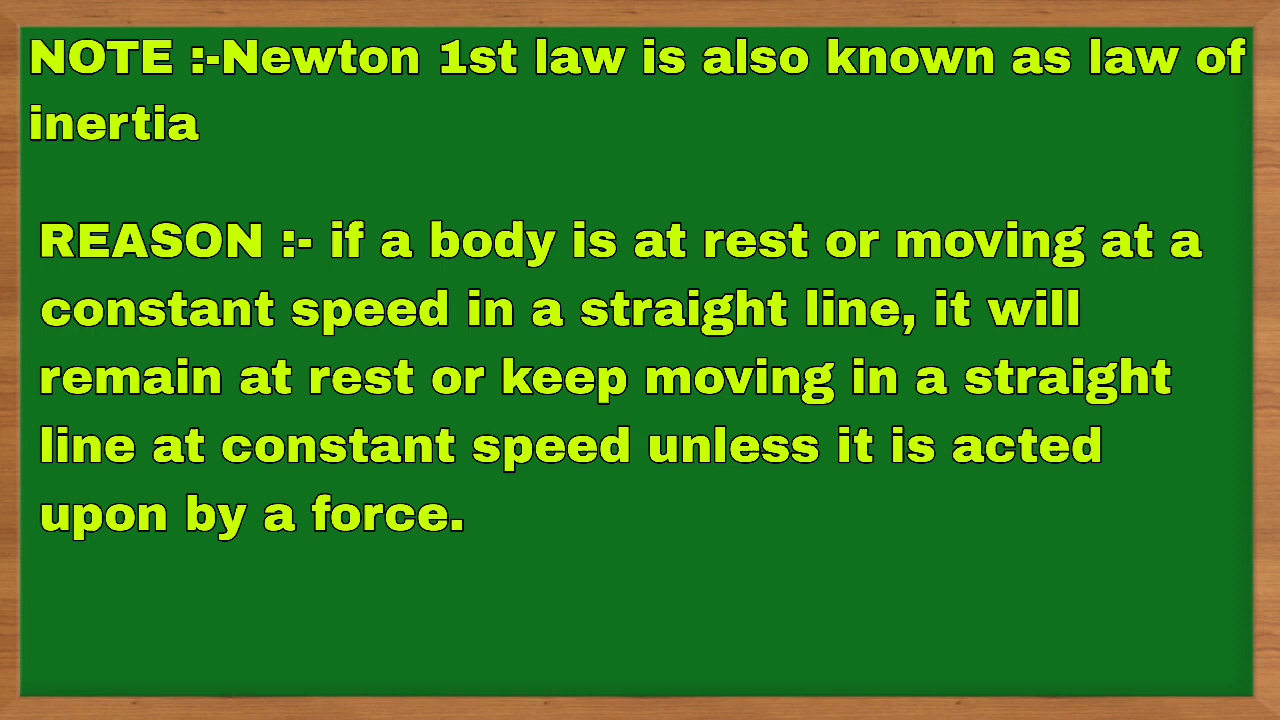 NOTE :-Newton 1st law is also known as law of
inertia
REASON :- if a body is at rest or moving at a
constant speed in a straight line, it will
remain at rest or keep moving in a straight
line at constant speed unless it is acted
upon by a force.